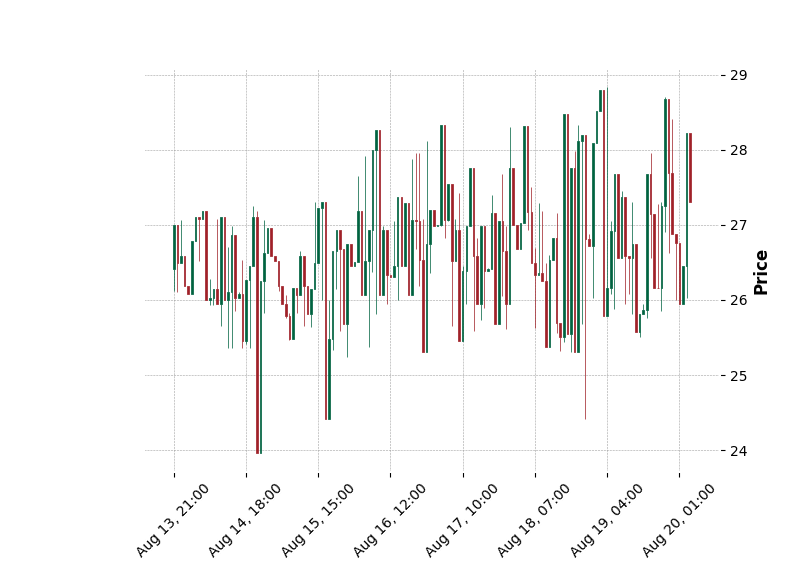 29
28
27
26
25
24
Price
Aug 13, 21:00
Aug 14, 18:00
Aug 15, 15:00
Aug 16, 12:00
Aug 17, 10:00
Aug 18, 07:00
Aug 19, 04:00
Aug 20, 01:00